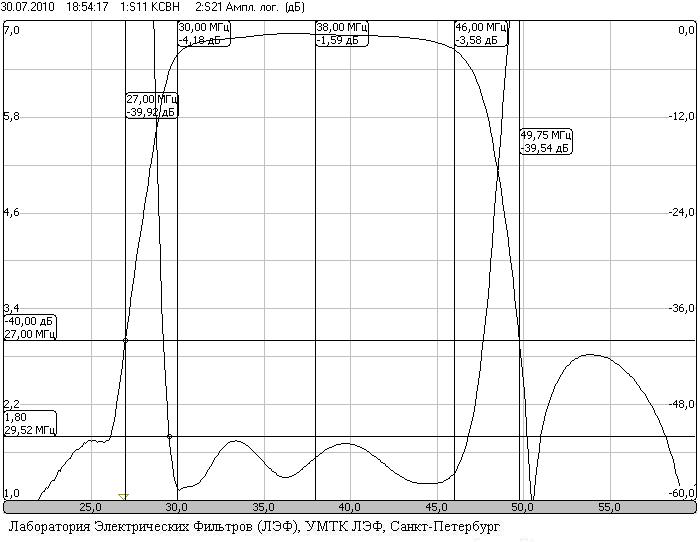 30.07.2010 18:54:17 1:S11 КСВН 2:S21 Ампл. лог. (дБ)
7,0
30,00 МГц
-4,18 дБ
38,00 МГц
-1,59 дБ
46,00 МГц
-3,58 дБ
0,0
27,00 МГц
-39,92 дБ
5,8
-12,0
49,75 МГц
-39,54 дБ
4,6
-24,0
3,4
-36,0
-40,00 дБ
27,00 МГц
2,2
-48,0
1,80
29,52 МГц
1,0
-60,0
25,0 30,0 35,0 40,0 45,0 50,0 55,0
Лаборатория Электрических Фильтров (ЛЭФ), УМТК ЛЭФ, Санкт-Петербург